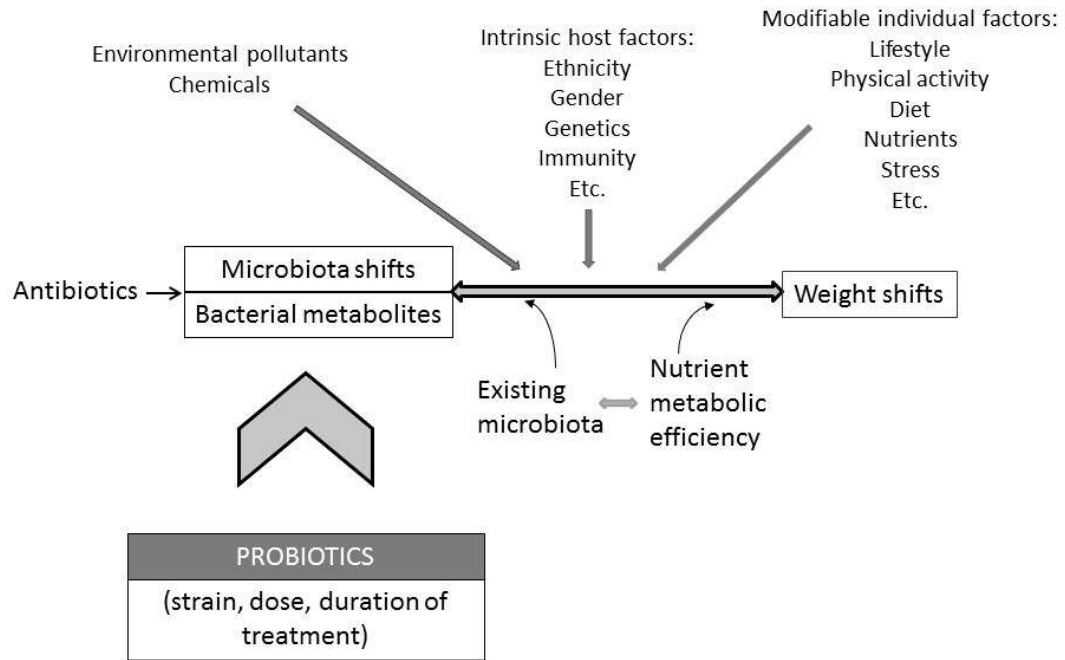 Environmental pollutants
Chemicals
Intrinsic host factors:
Ethnicity
Gender
Genetics
Immunity
Etc.
Modifiable individual factors:
Lifestyle
Physical activity
Diet
Nutrients
Stress
Etc.
Antibiotics
Microbiota shifts
Bacterial metabolites
Weight shifts
Existing
microbiota
Nutrient
metabolic
efficiency
PROBIOTICS
(strain, dose, duration of
treatment)